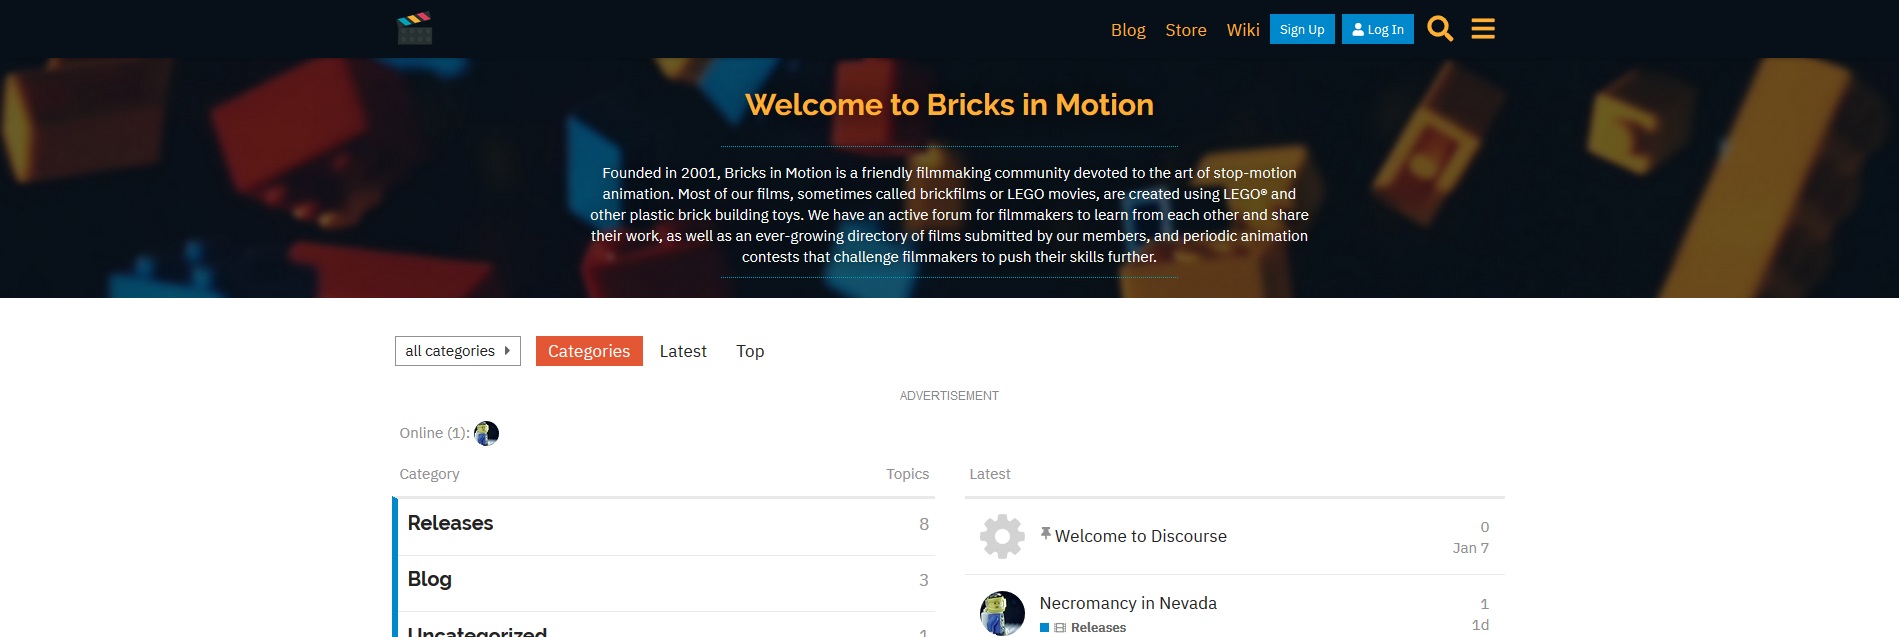 Blog Store Wiki Sign Up Log In
Welcome to Bricks in Motion
Founded in 2001, Bricks in Motion is a friendly filmmaking community devoted to the art of stop-motion
animation. Most of our films, sometimes called brickfilms or LEGO movies, are created using LEGO® and
other plastic brick building toys. We have an active forum for filmmakers to learn from each other and share
their work, as well as an ever-growing directory of films submitted by our members, and periodic animation
contests that challenge filmmakers to push their skills further.
all categories Categories Latest Top
ADVERTISEMENT
Online (1):
Category Topics
Releases 8
Blog 3
Uncategorized 1
Latest
Welcome to Discourse 0
Jan 7
Necromancy in Nevada 1
Releases 1d